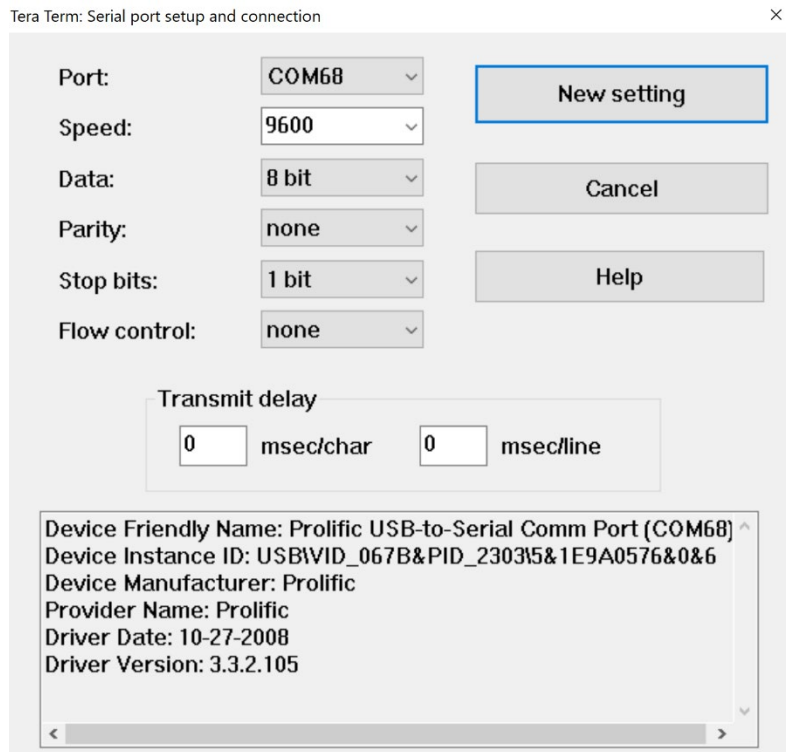 Tera Term: Serial port setup and connection
Port: COM68 New setting
Speed: 9600
Data: 8 bit Cancel
Parity: none
Stop bits: 1 bit Help
Flow control: none
Transmit delay
0 msec/char 0 msec/line
Device Friendly Name: Prolific USB-to-Serial Comm Port (COM68)
Device Instance ID: USB\VID_067B&PID_2303\5&1E9A0576&0&6
Device Manufacturer: Prolific
Provider Name: Prolific
Driver Date: 10-27-2008
Driver Version: 3.3.2.105